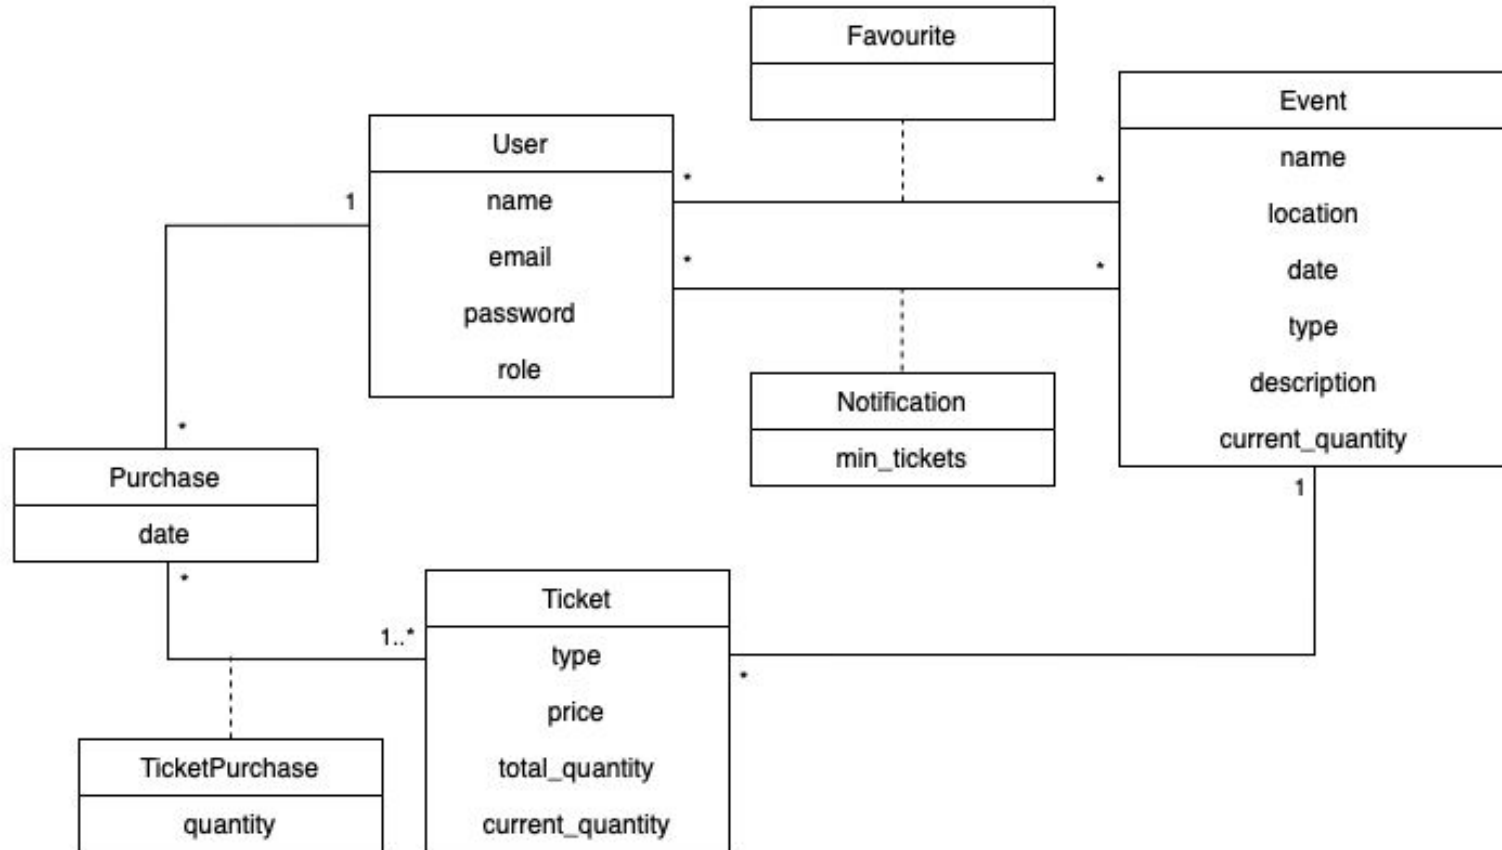 Favourite
Event
name
location
date
type
description
current_quantity
User
name
email
password
role
1
*
*
*
*
*
Notification
min_tickets
1
Purchase
date
*
1..*
Ticket
type
price
total_quantity
current_quantity
*
TicketPurchase
quantity